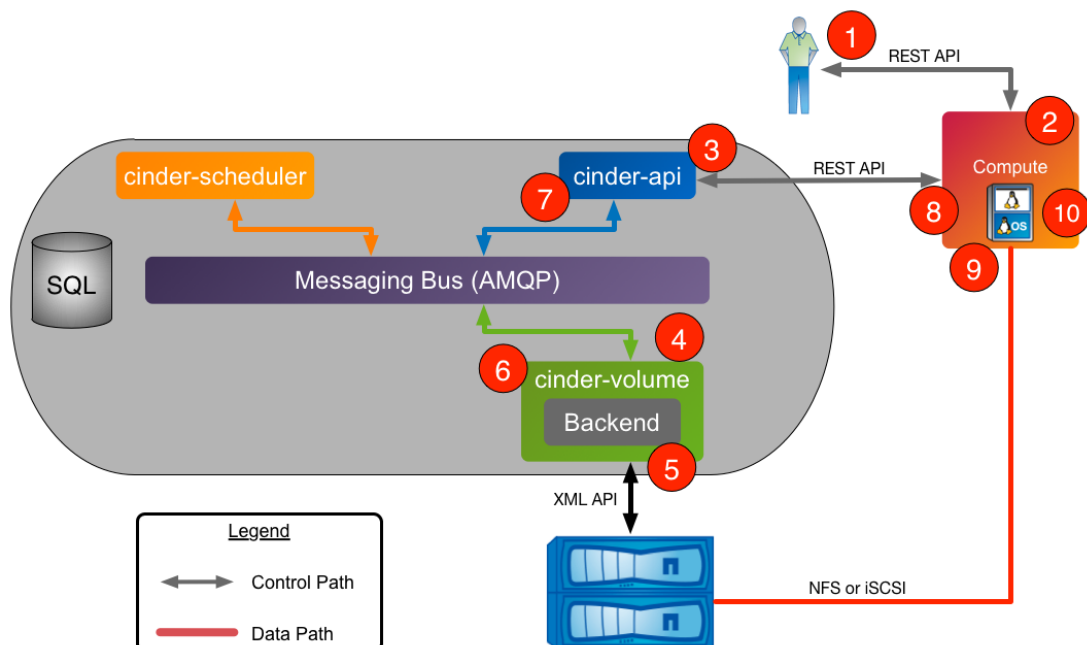 1
REST API
2
cinder-scheduler
cinder-api
3
REST API
Compute
7
8
OS
10
9
SQL
Messaging Bus (AMQP)
4
6
cinder-volume
Backend
5
XML API
Legend
Control Path
NFS or iSCSI
Data Path